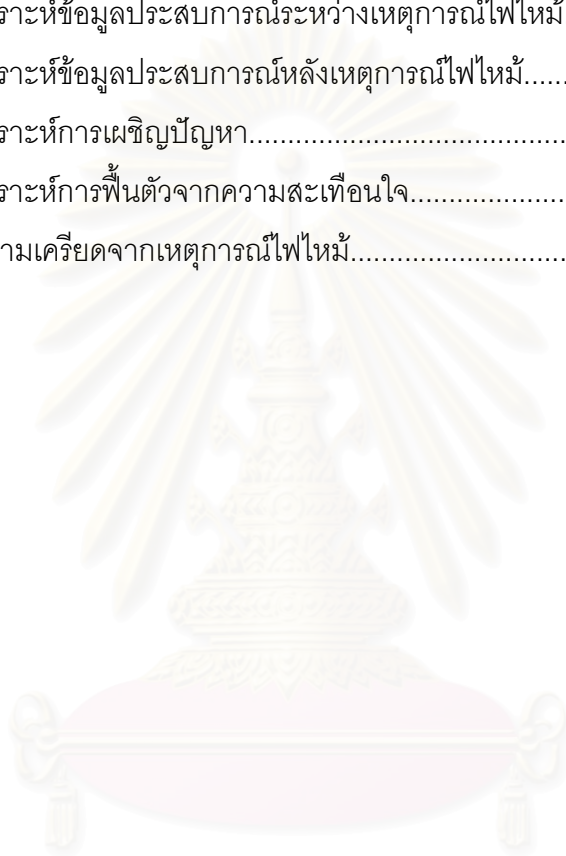 ราะห์ข้อมูลประสบการณ์ระหว่างเหตุการณ์ไฟไหม้
ราะห์ข้อมูลประสบการณ์หลังเหตุการณ์ไฟไหม้......
ราะห์การเผชิญปัญหา.........................................
ราะห์การฟื้นตัวจากความสะเทือนใจ....................
ามเครียดจากเหตุการณ์ไฟไหม้............................